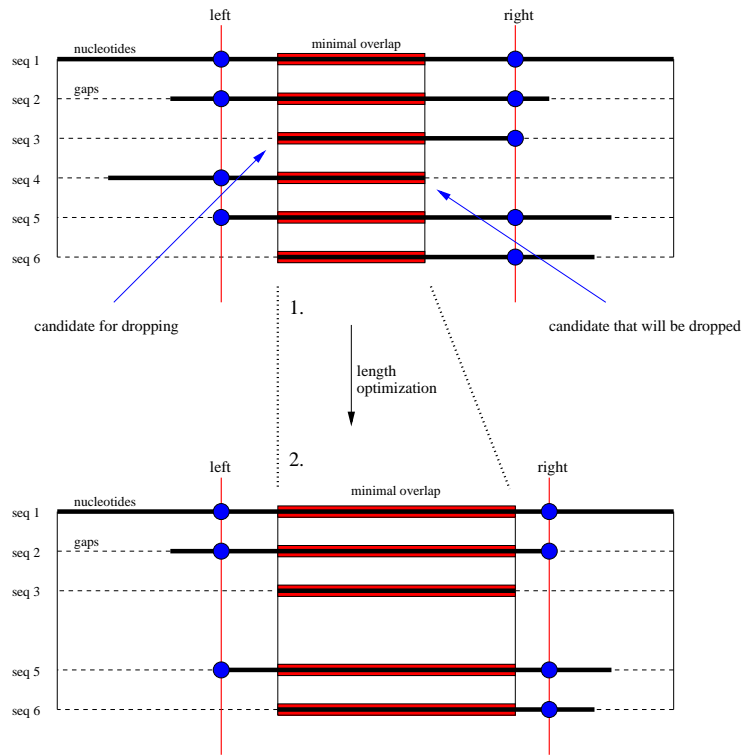 left
right
nucleotides
minimal overlap
seq 1
gaps
seq 2
seq 3
seq 4
seq 5
seq 6
candidate for dropping
1.
candidate that will be dropped
length
optimization
2.
left
right
nucleotides
minimal overlap
seq 1
gaps
seq 2
seq 3
seq 5
seq 6